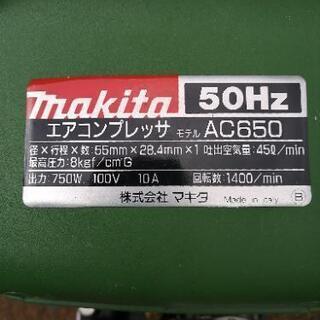 makita 50Hz
エアコンプレッサ モデル AC650
径×行程×数:55mm×28.4mm×1 吐出空気量:45ℓ/min
最高圧力:8kgf/cm²G
出力:750W 100V 10A 回転数:1400/min
株式会社 マキタ Made in Italy Ⓑ